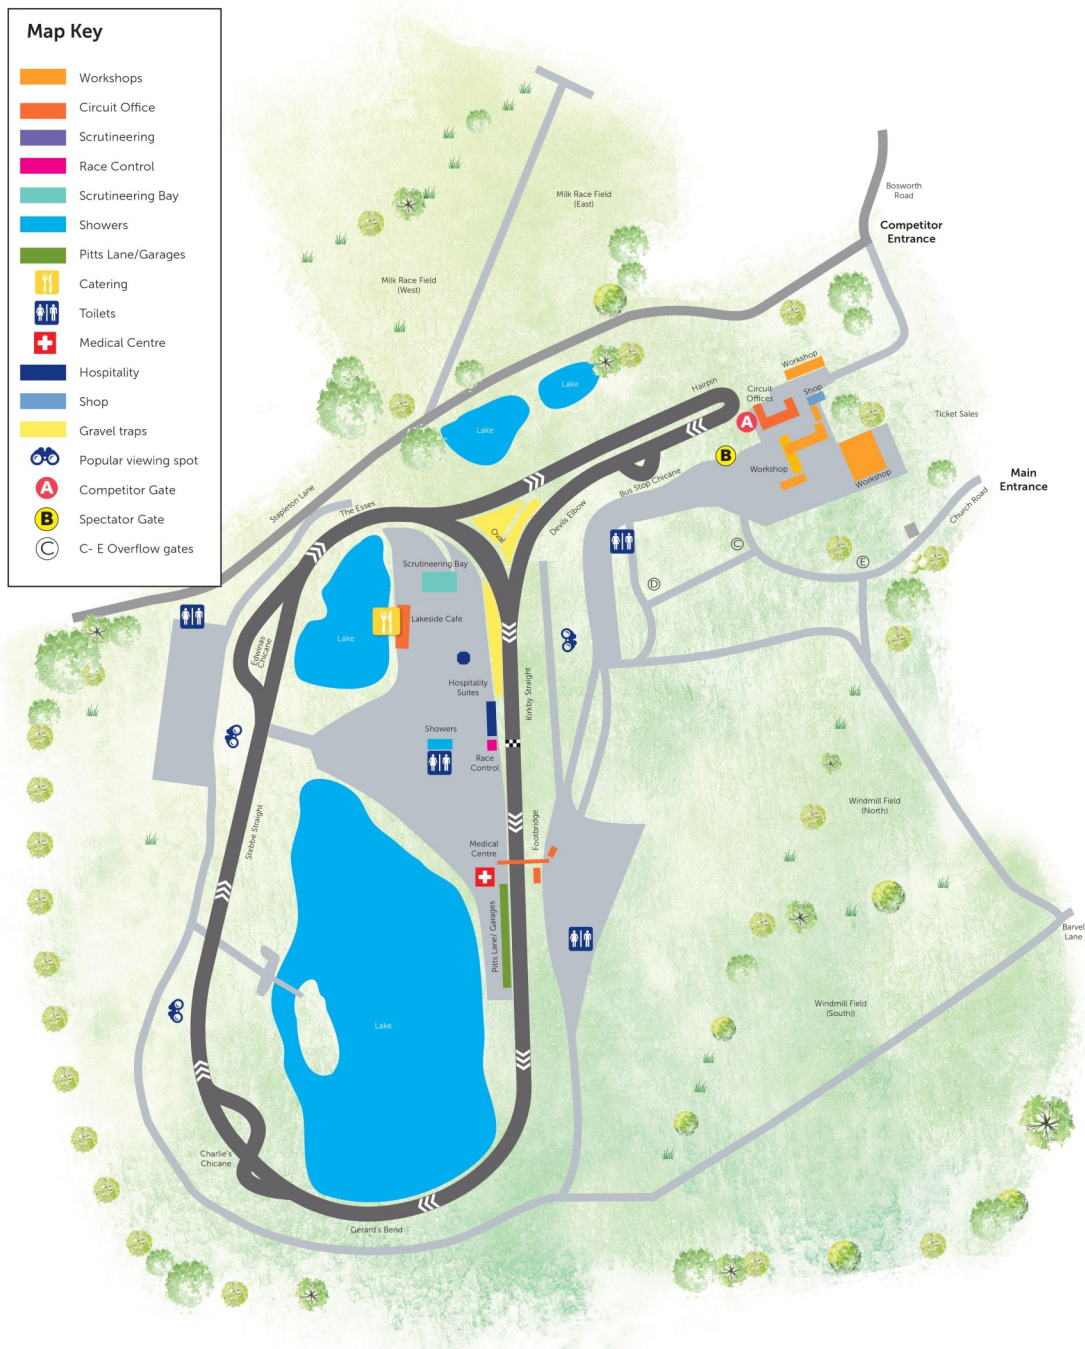 Map Key
Workshops
Circuit Office
Scrutineering
Race Control
Scrutineering Bay
Showers
Pitts Lane/Garages
Catering
Toilets
Medical Centre
Hospitality
Shop
Gravel traps
Popular viewing spot
A
Competitor Gate
B
Spectator Gate
C
C- E Overflow gates
Bosworth
Road
Competitor
Entrance
Milk Race Field
(East)
Milk Race Field
(West)
Workshop
Lake
Hairpin
Circuit
Offices
Shop
A
Lake
Ticket Sales
B
Workshop
Workshop
Main
Entrance
Bus Stop Chicane
Church Road
Stapleton Lane
The Esses
Oval
Devils Elbow
C
E
D
Scrutineering Bay
Lakeside Cafe
Lake
Edwinas
Chicane
Hospitality
Suites
Kirkby Straight
Showers
Race
Control
Stebbe Straight
Windmill Field
(North)
Footbridge
Medical
Centre
Pitts Lane/ Garages
Barvel
Lane
Windmill Field
(South))
Lake
Charlie's
Chicane
Gerard's Bend